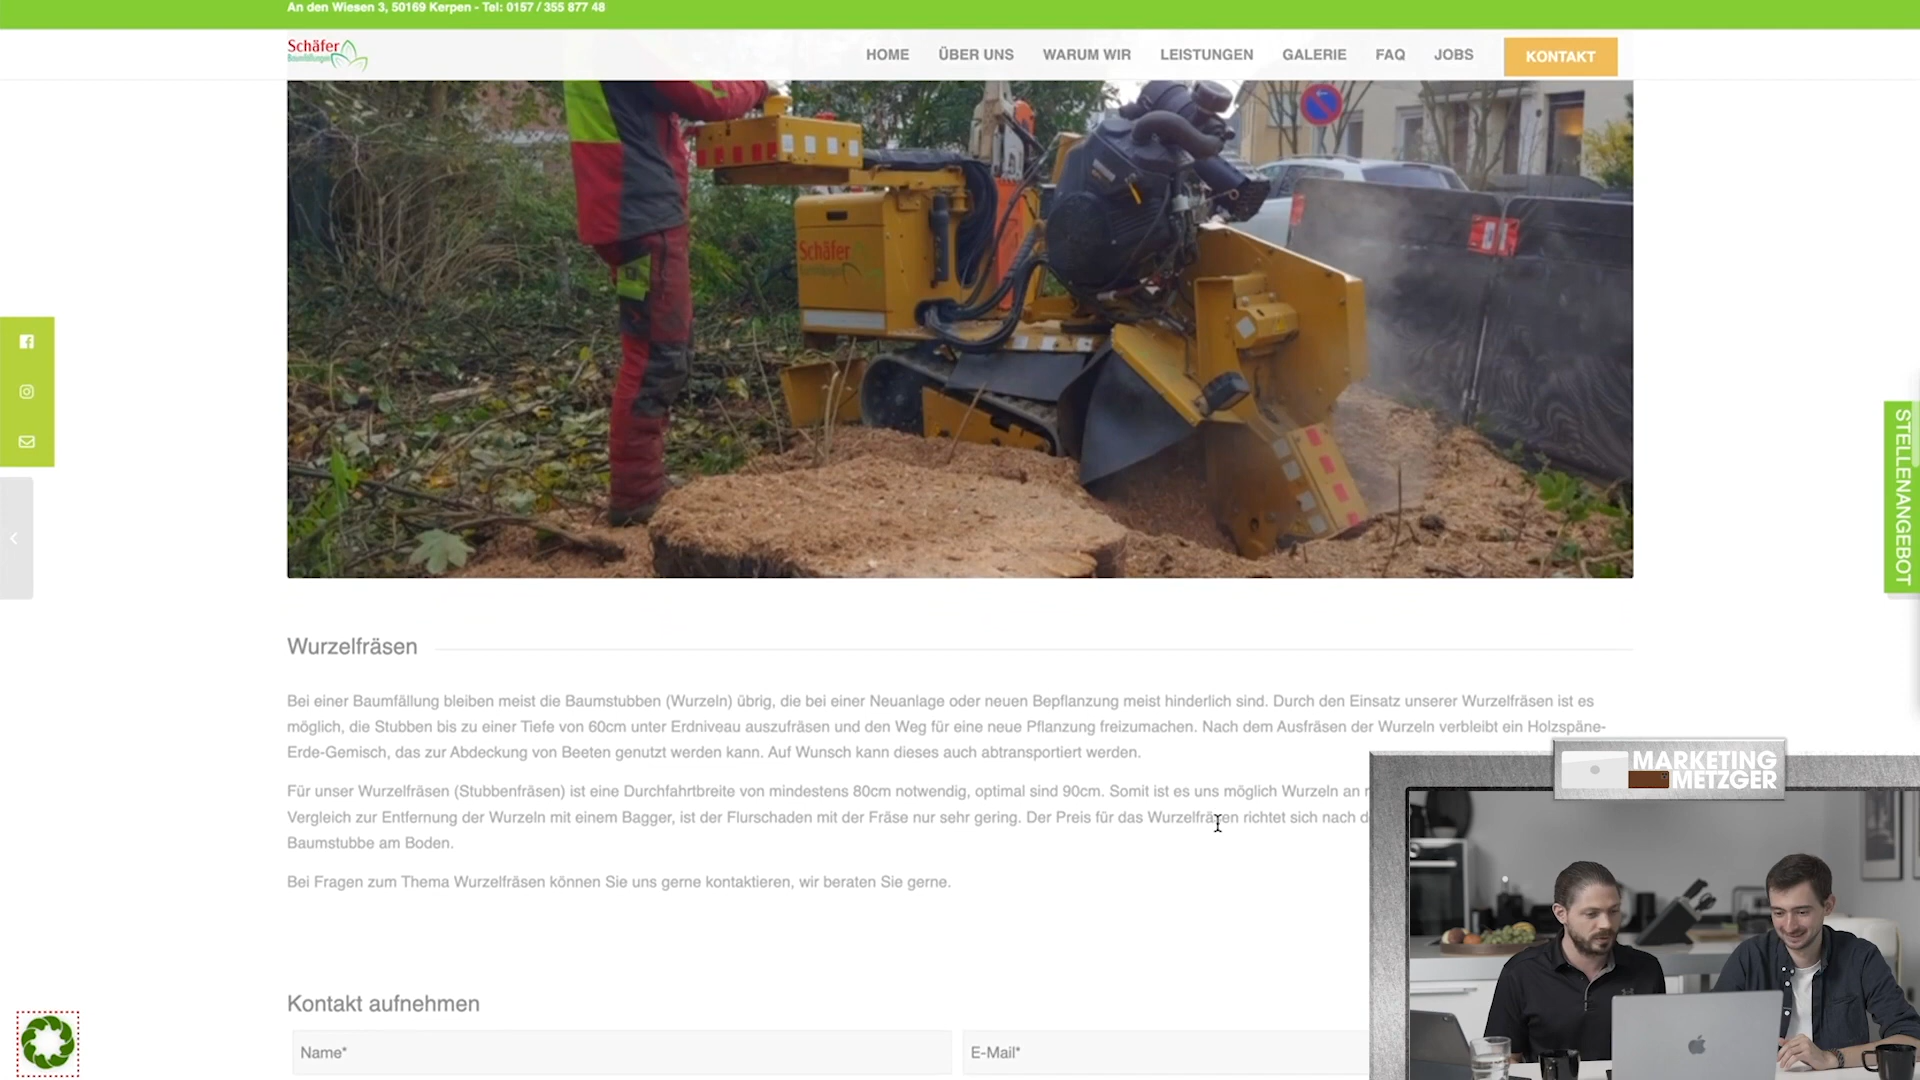 An den Wiesen 3, 50169 Kerpen - Tel: 0157 / 355 877 48
Schäfer
Baumfällungen
HOME ÜBER UNS WARUM WIR LEISTUNGEN GALERIE FAQ JOBS KONTAKT
Schäfer
STELLENANGEBOT
Wurzelfräsen
Bei einer Baumfällung bleiben meist die Baumstubben (Wurzeln) übrig, die bei einer Neuanlage oder neuen Bepflanzung meist hinderlich sind. Durch den Einsatz unserer Wurzelfräsen ist es
möglich, die Stubben bis zu einer Tiefe von 60cm unter Erdniveau auszufräsen und den Weg für eine neue Pflanzung freizumachen. Nach dem Ausfräsen der Wurzeln verbleibt ein Holzspäne-
Erde-Gemisch, das zur Abdeckung von Beeten genutzt werden kann. Auf Wunsch kann dieses auch abtransportiert werden.
Für unser Wurzelfräsen (Stubbenfräsen) ist eine Durchfahrtbreite von mindestens 80cm notwendig, optimal sind 90cm. Somit ist es uns möglich Wurzeln an
Vergleich zur Entfernung der Wurzeln mit einem Bagger, ist der Flurschaden mit der Fräse nur sehr gering. Der Preis für das Wurzelfräsen richtet sich nach
Baumstubbe am Boden.
Bei Fragen zum Thema Wurzelfräsen können Sie uns gerne kontaktieren, wir beraten Sie gerne.
Kontakt aufnehmen
Name*
E-Mail*
MARKETING
METZGER